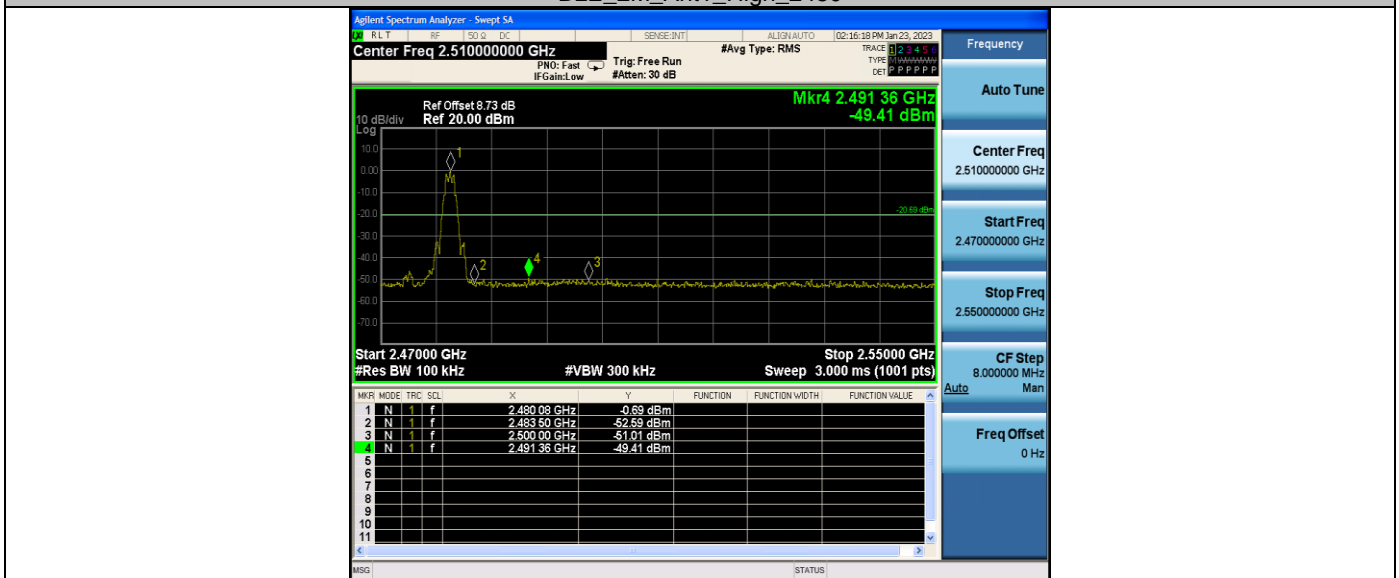 Agilent Spectrum Analyzer - Swept SA
R L T RF 50 Ω DC SENSE:INT ALIGN AUTO 02:16:18 PM Jan 23, 2023
Center Freq 2.510000000 GHz #Avg Type: RMS TRACE 1 2 3 4 5 6
PNO: Fast Trig: Free Run TYPE M
IFGain:Low #Atten: 30 dB DET P P P P P P
Mkr4 2.491 36 GHz
Ref Offset 8.73 dB
10 dB/div Ref 20.00 dBm -49.41 dBm
Log
10.0
1
0.00
-10.0
-20.0 -20.69 dBm
-30.0
-40.0
2 4 3
-50.0
-60.0
-70.0
Start 2.47000 GHz Stop 2.55000 GHz
#Res BW 100 kHz #VBW 300 kHz Sweep 3.000 ms (1001 pts)
MKR MODE TRC SCL X Y FUNCTION FUNCTION WIDTH FUNCTION VALUE
1 N 1 f 2.480 08 GHz -0.69 dBm
2 N 1 f 2.483 50 GHz -52.59 dBm
3 N 1 f 2.500 00 GHz -51.01 dBm
4 N 1 f 2.491 36 GHz -49.41 dBm
5
6
7
8
9
10
11
MSG STATUS
Frequency
Auto Tune
Center Freq
2.510000000 GHz
Start Freq
2.470000000 GHz
Stop Freq
2.550000000 GHz
CF Step
8.000000 MHz
Auto Man
Freq Offset
0 Hz